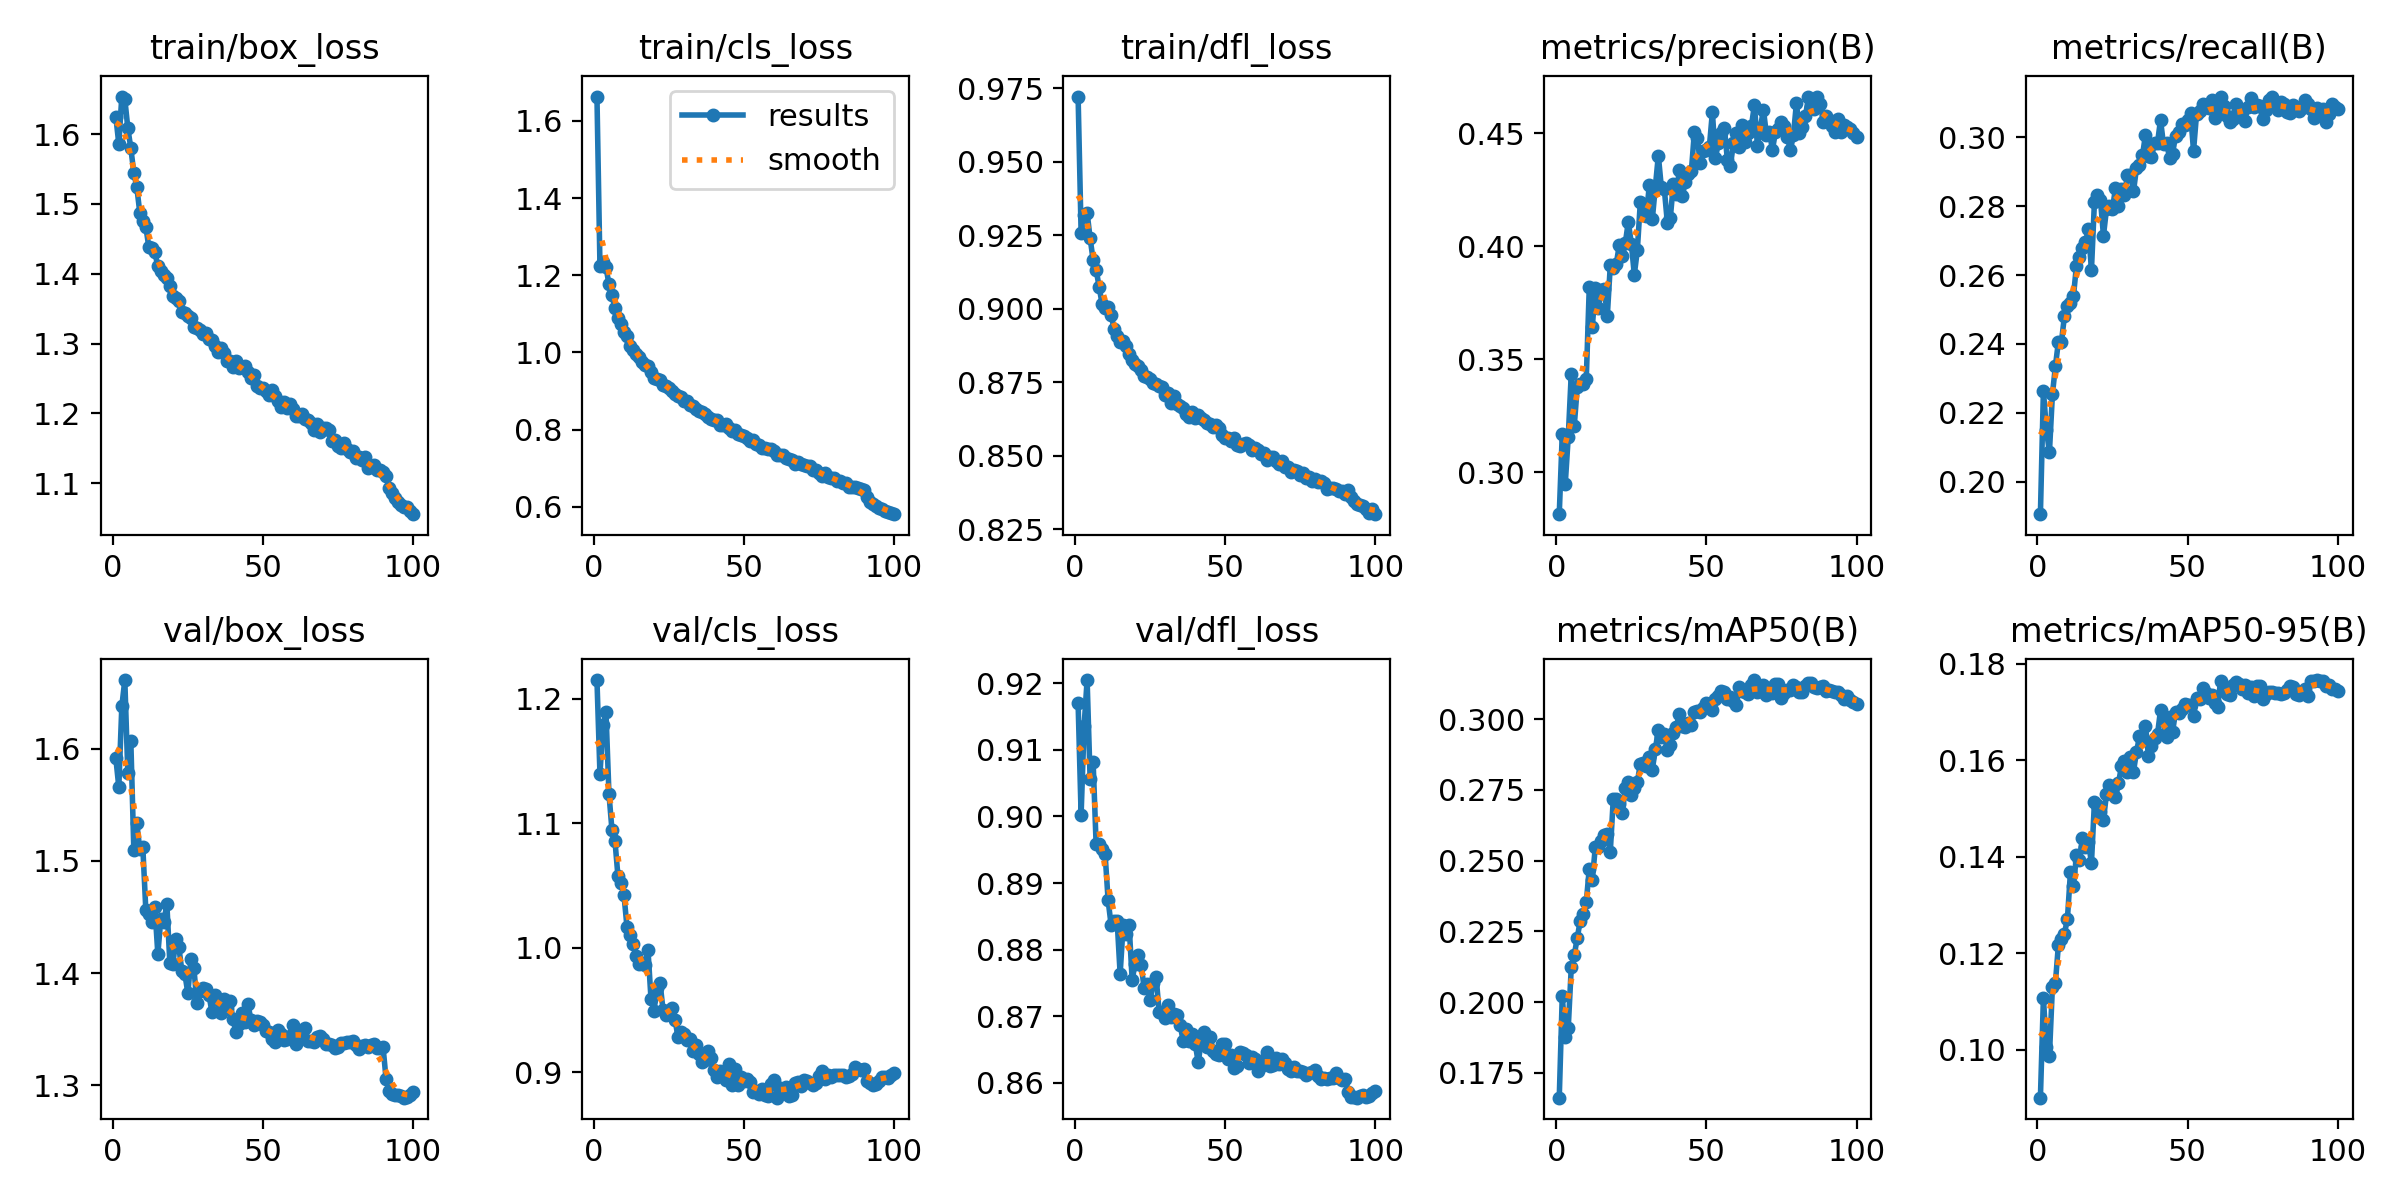 train/box_loss
1.6
1.5
1.4
1.3
1.2
1.1
0 50 100
train/cls_loss
results
smooth
1.6
1.4
1.2
1.0
0.8
0.6
0 50 100
train/dfl_loss
0.975
0.950
0.925
0.900
0.875
0.850
0.825
0 50 100
metrics/precision(B)
0.45
0.40
0.35
0.30
0 50 100
metrics/recall(B)
0.30
0.28
0.26
0.24
0.22
0.20
0 50 100
val/box_loss
1.6
1.5
1.4
1.3
0 50 100
val/cls_loss
1.2
1.1
1.0
0.9
0 50 100
val/dfl_loss
0.92
0.91
0.90
0.89
0.88
0.87
0.86
0 50 100
metrics/mAP50(B)
0.300
0.275
0.250
0.225
0.200
0.175
0 50 100
metrics/mAP50-95(B)
0.18
0.16
0.14
0.12
0.10
0 50 100